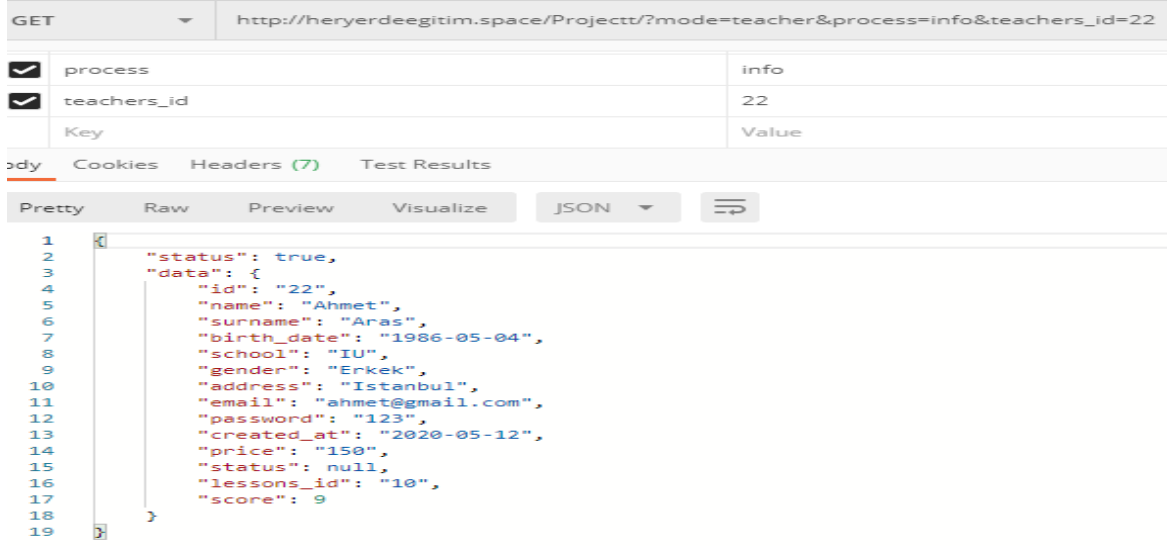 GET http://heryerdeegitim.space/Projectt/?mode=teacher&process=info&teachers_id=22
process info
teachers_id 22
Key Value
ody Cookies Headers (7) Test Results
Pretty Raw Preview Visualize JSON
1 {
2 "status": true,
3 "data": {
4 "id": "22",
5 "name": "Ahmet",
6 "surname": "Aras",
7 "birth_date": "1986-05-04",
8 "school": "IU",
9 "gender": "Erkek",
10 "address": "Istanbul",
11 "email": "ahmet@gmail.com",
12 "password": "123",
13 "created_at": "2020-05-12",
14 "price": "150",
15 "status": null,
16 "lessons_id": "10",
17 "score": 9
18 }
19 }